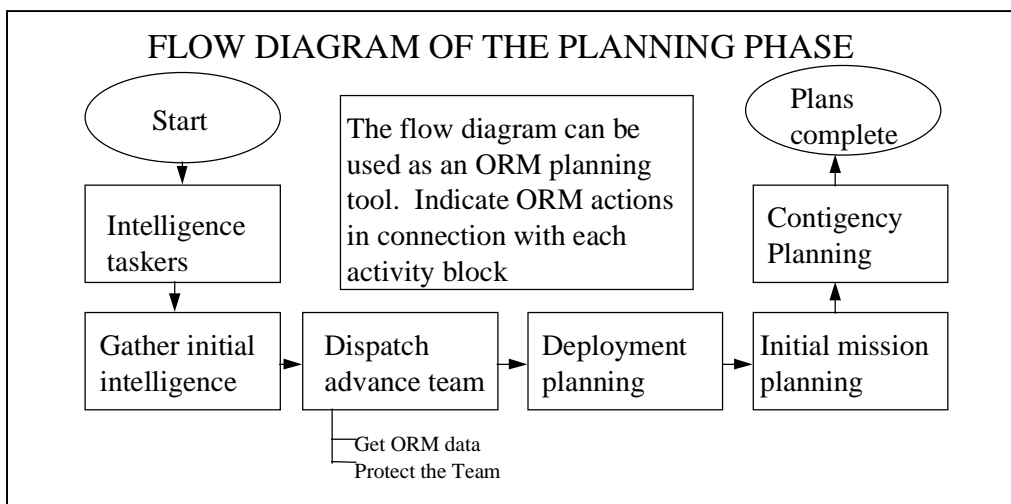 FLOW DIAGRAM OF THE PLANNING PHASE
Start
Intelligence
taskers
Gather initial
intelligence
The flow diagram can be
used as an ORM planning
tool.  Indicate ORM actions
in connection with each
activity block
Dispatch
advance team
Get ORM data
Protect the Team
Deployment
planning
Initial mission
planning
Contigency
Planning
Plans
complete